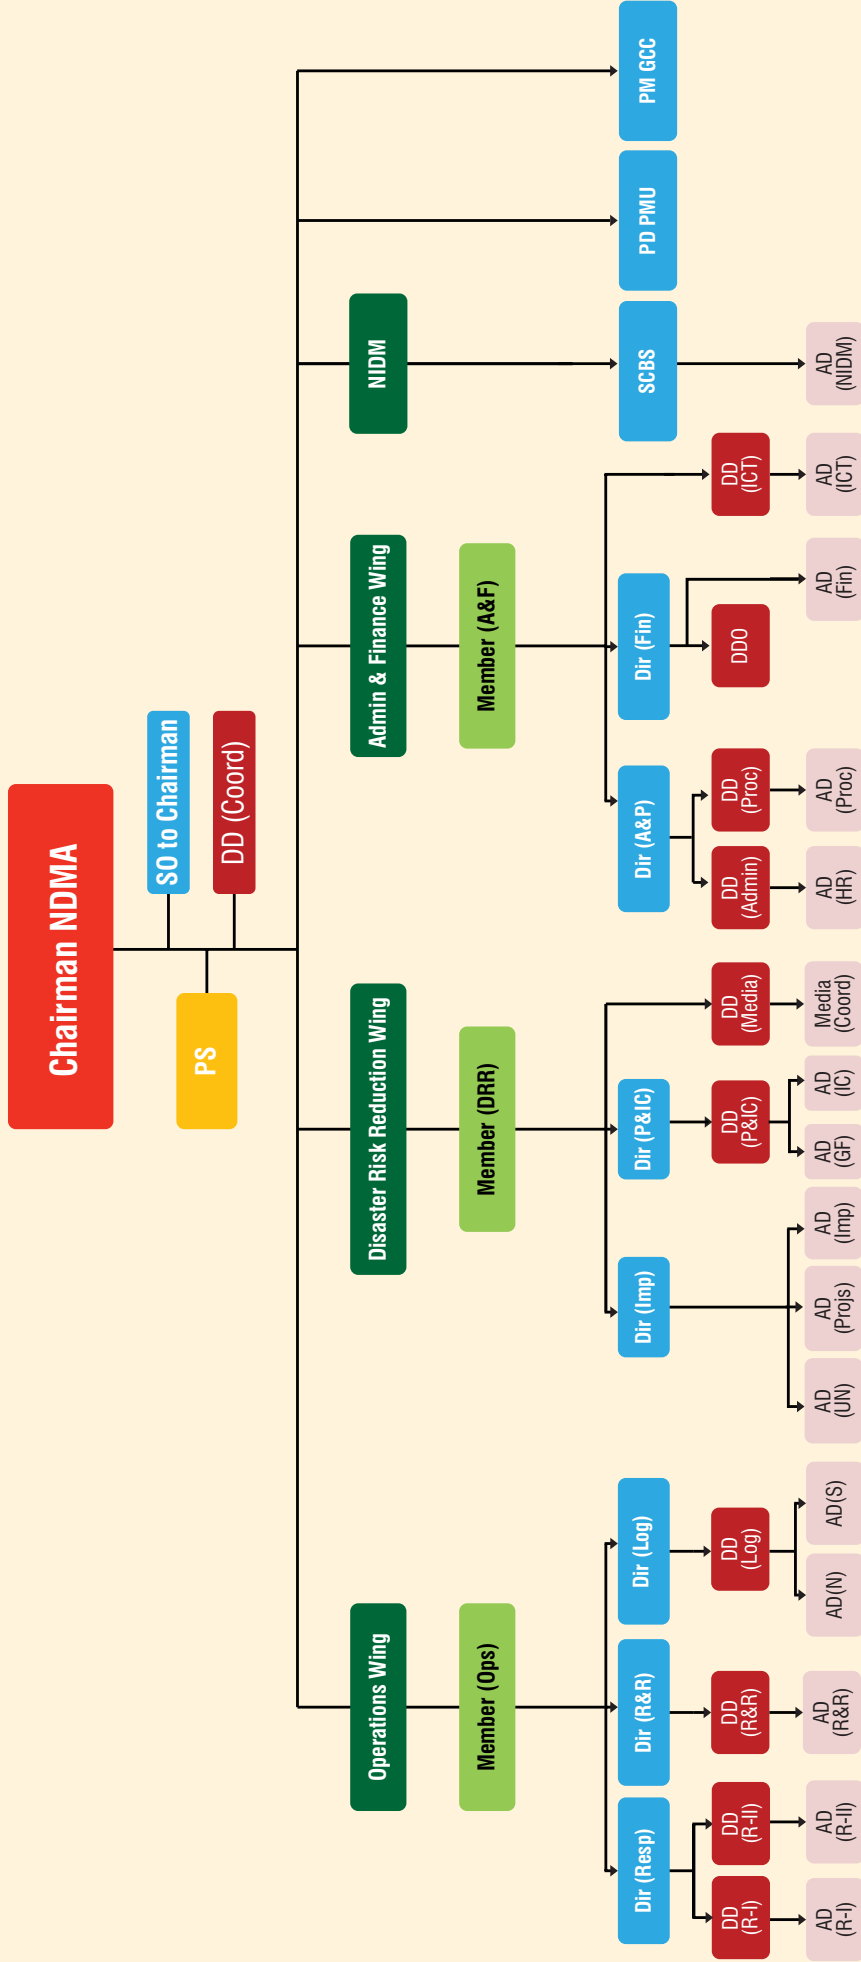 Chairman NDMA
SO to Chairman
PS
DD (Coord)
Operations Wing
Disaster Risk Reduction Wing
Admin & Finance Wing
NIDM
Member (Ops)
Member (DRR)
Member (A&F)
Dir (Resp)
Dir (R&R)
Dir (Log)
Dir (Imp)
Dir (P&IC)
Dir (A&P)
Dir (Fin)
SCBS
PD PMU
PM GCC
DD
(R-I)
DD
(R-II)
DD
(R&R)
DD
(Log)
DD
(P&IC)
DD
(Media)
DD
(Admin)
DD
(Proc)
DDO
DD
(ICT)
AD
(R-I)
AD
(R-II)
AD
(R&R)
AD(N)
AD(S)
AD
(UN)
AD
(Projs)
AD
(Imp)
AD
(GF)
AD
(IC)
Media
(Coord)
AD
(HR)
AD
(Proc)
AD
(Fin)
AD
(ICT)
AD
(NIDM)